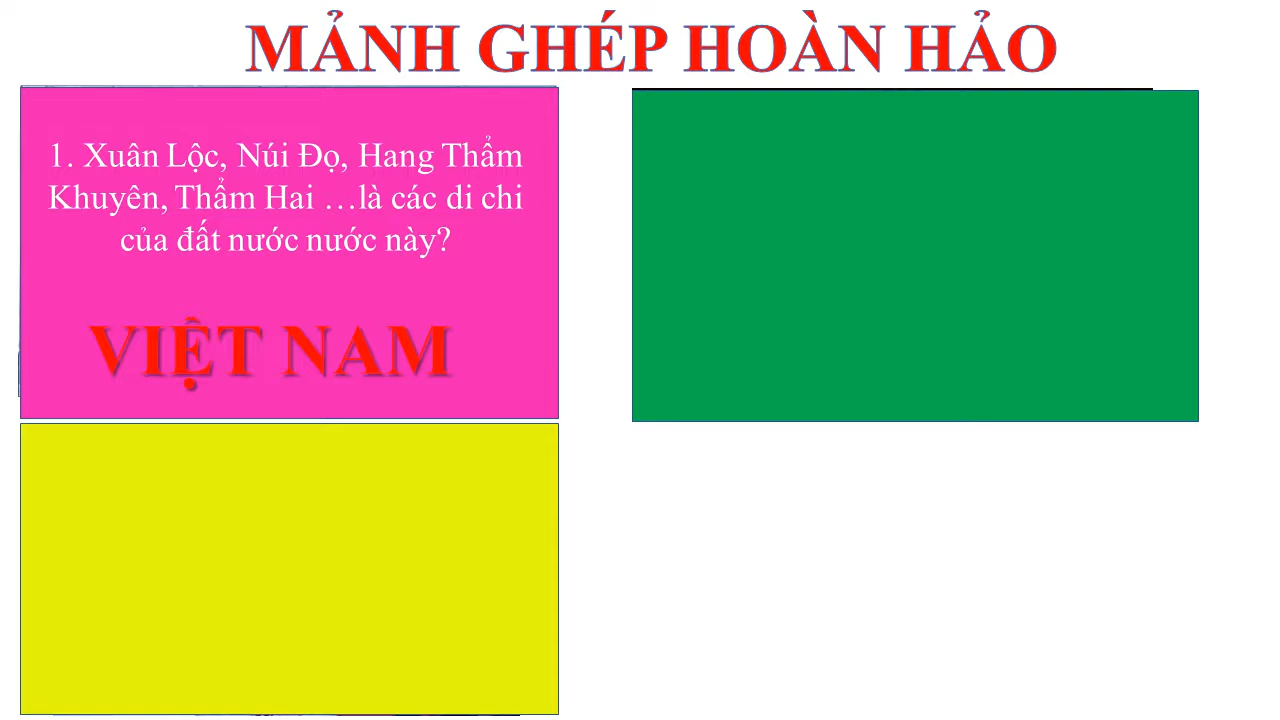 MẢNH GHÉP HOÀN HẢO
1. Xuân Lộc, Núi Đọ, Hang Thẩm
Khuyên, Thẩm Hai …là các di chi
của đất nước nước này?
VIỆT NAM